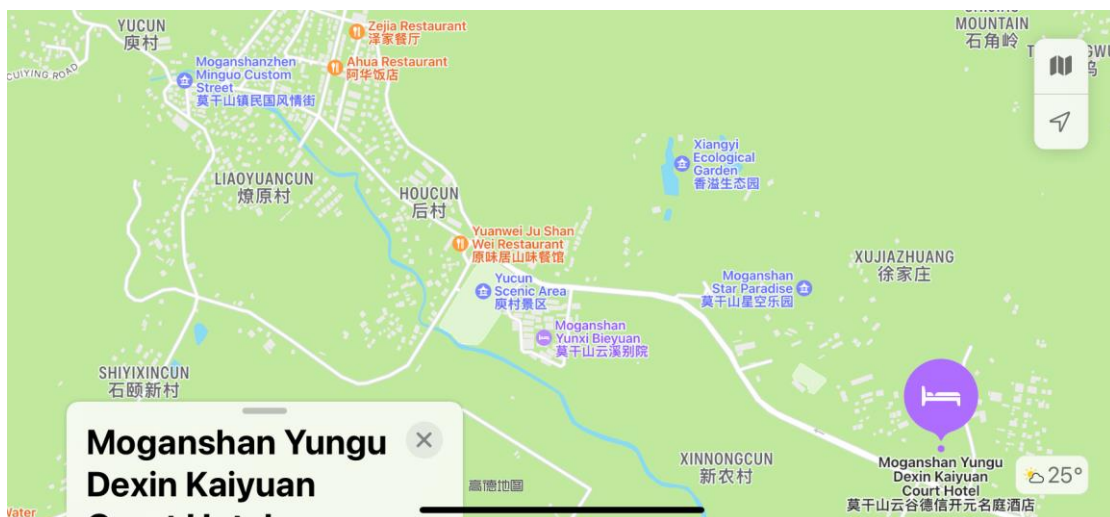 YUCUN
庾村
CUIYING ROAD
Zejia Restaurant
泽家餐厅
Ahua Restaurant
阿华饭店
Moganshanzhen
Minguo Custom
Street
莫干山镇民国风情街
MOUNTAIN
石角岭
Xiangyi
Ecological
Garden
香溢生态园
LIAOYUANCUN
燎原村
HOUCUN
后村
Yuanwei Ju Shan
Wei Restaurant
原味居山味餐馆
XUJIAZHUANG
徐家庄
Moganshan
Star Paradise
莫干山星空乐园
Yucun
Scenic Area
庾村景区
Moganshan
Yunxi Bieyuan
莫干山云溪别院
SHIYIXINCUN
石颐新村
XINNONGCUN
新农村
Moganshan Yungu
Dexin Kaiyuan
Court Hotel
莫干山云谷德信开元名庭酒店
25°
Moganshan Yungu
Dexin Kaiyuan
高德地圖
Water